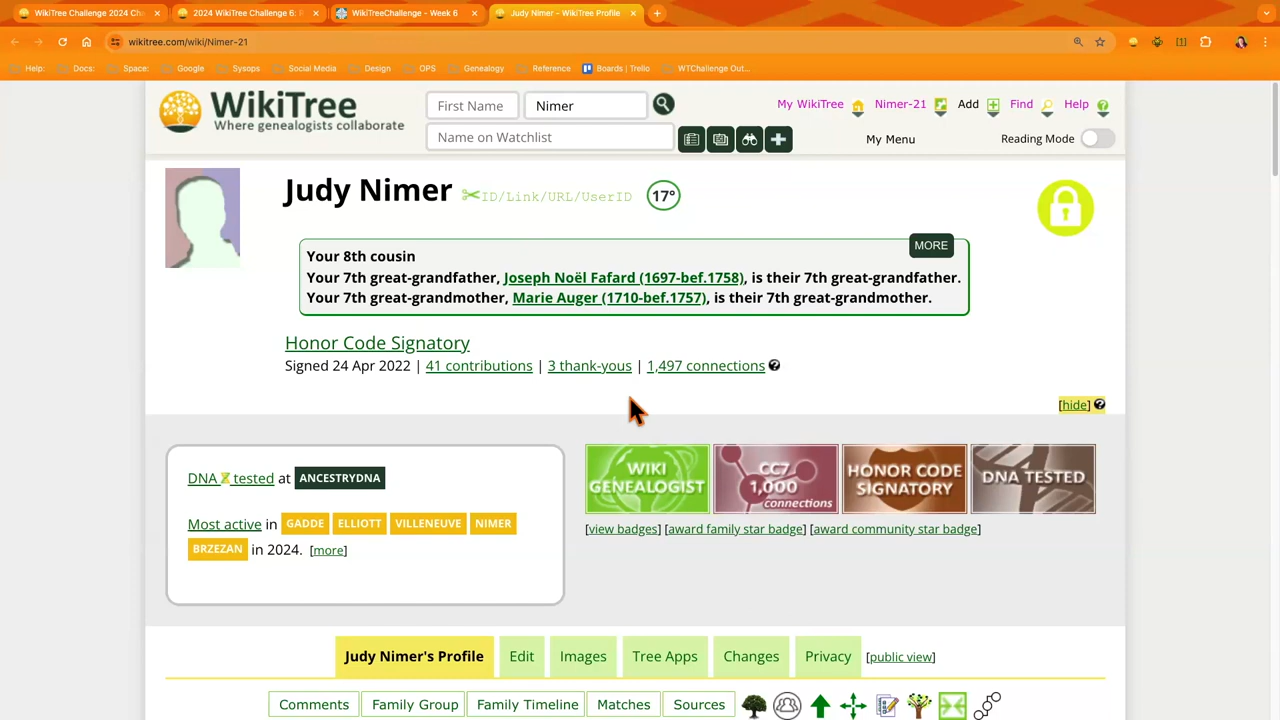 WikiTree Challenge 2024 Cha
2024 WikiTree Challenge 6: R
WikiTreeChallenge - Week 6
Judy Nimer - WikiTree Profile
wikitree.com/wiki/Nimer-21
[1]
Help:
Docs:
Space:
Google
Sysops
Social Media
Design
OPS
Genealogy
Reference
Boards | Trello
WTChallenge Out...
WikiTree
Where genealogists collaborate
First Name
Nimer
Name on Watchlist
My WikiTree
Nimer-21
Add
Find
Help
My Menu
Reading Mode
Judy Nimer
ID/Link/URL/UserID
17°
MORE
Your 8th cousin
Your 7th great-grandfather, Joseph Noël Fafard (1697-bef.1758), is their 7th great-grandfather.
Your 7th great-grandmother, Marie Auger (1710-bef.1757), is their 7th great-grandmother.
Honor Code Signatory
Signed 24 Apr 2022 | 41 contributions | 3 thank-yous | 1,497 connections
[hide]
DNA tested at ANCESTRYDNA
Most active in GADDE ELLIOTT VILLENEUVE NIMER
BRZEZAN in 2024. [more]
WIKI GENEALOGIST
CC7 1,000 connections
HONOR CODE SIGNATORY
DNA TESTED
[view badges] [award family star badge] [award community star badge]
Judy Nimer's Profile
Edit
Images
Tree Apps
Changes
Privacy
[public view]
Comments
Family Group
Family Timeline
Matches
Sources